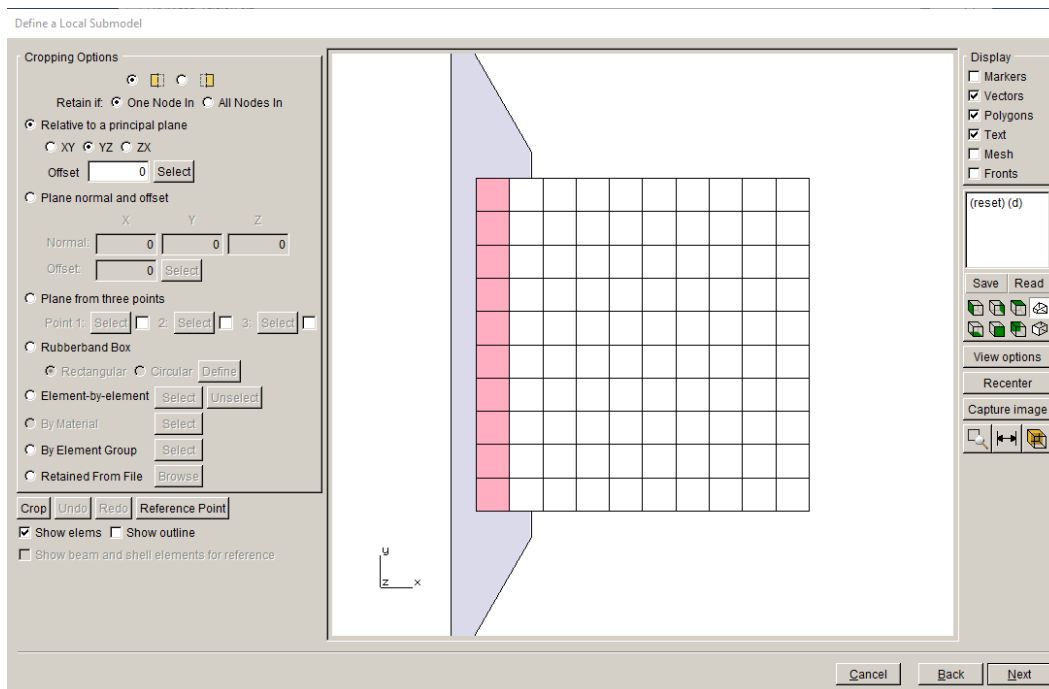 Define a Local Submodel
Cropping Options
Retain if: One Node In All Nodes In
Relative to a principal plane
XY YZ ZX
Offset 0 Select
Plane normal and offset
X Y Z
Normal: 0 0 0
Offset: 0 Select
Plane from three points
Point 1: Select 2: Select 3: Select
Rubberband Box
Rectangular Circular Define
Element-by-element Select Unselect
By Material Select
By Element Group Select
Retained From File Browse
Crop Undo Redo Reference Point
Show elems Show outline
Show beam and shell elements for reference
y
z x
Display
Markers
Vectors
Polygons
Text
Mesh
Fronts
(reset) (d)
Save Read
View options
Recenter
Capture image
Cancel Back Next